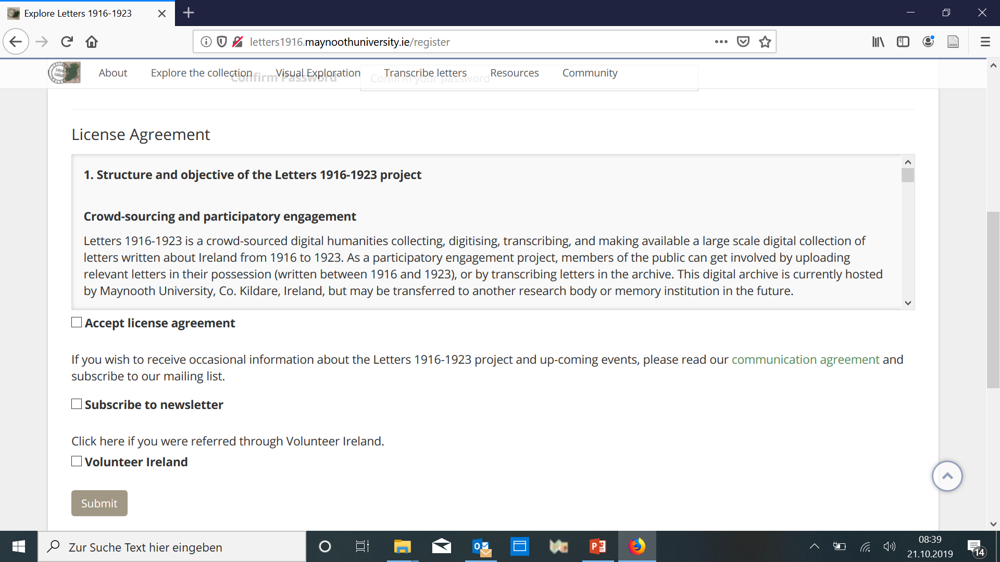 Explore Letters 1916-1923
letters1916.maynoothuniversity.ie/register
About Explore the collection Visual Exploration Transcribe letters Resources Community
Confirm Password Confirm your password
License Agreement
1. Structure and objective of the Letters 1916-1923 project
Crowd-sourcing and participatory engagement
Letters 1916-1923 is a crowd-sourced digital humanities collecting, digitising, transcribing, and making available a large scale digital collection of
letters written about Ireland from 1916 to 1923. As a participatory engagement project, members of the public can get involved by uploading
relevant letters in their possession (written between 1916 and 1923), or by transcribing letters in the archive. This digital archive is currently hosted
by Maynooth University, Co. Kildare, Ireland, but may be transferred to another research body or memory institution in the future.
Accept license agreement
If you wish to receive occasional information about the Letters 1916-1923 project and up-coming events, please read our communication agreement and
subscribe to our mailing list.
Subscribe to newsletter
Click here if you were referred through Volunteer Ireland.
Volunteer Ireland
Submit
Zur Suche Text hier eingeben
08:39
21.10.2019
14